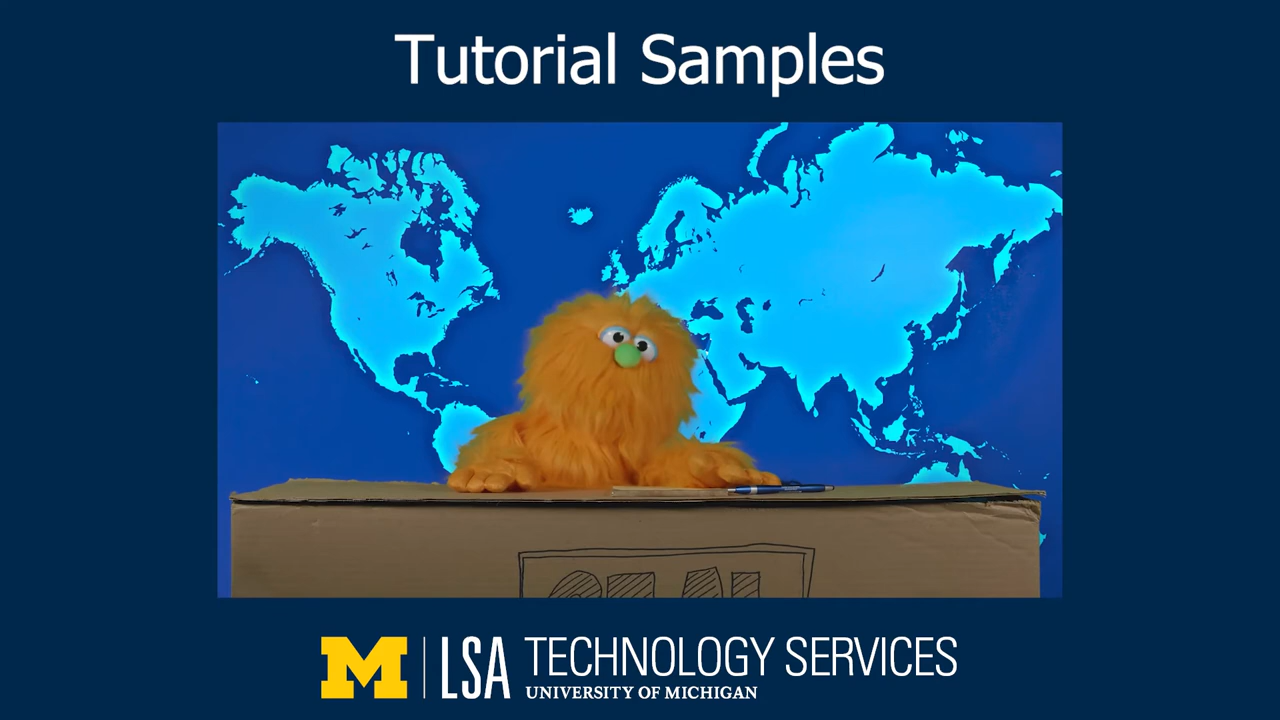 Tutorial Samples
M
LSA TECHNOLOGY SERVICES
UNIVERSITY OF MICHIGAN